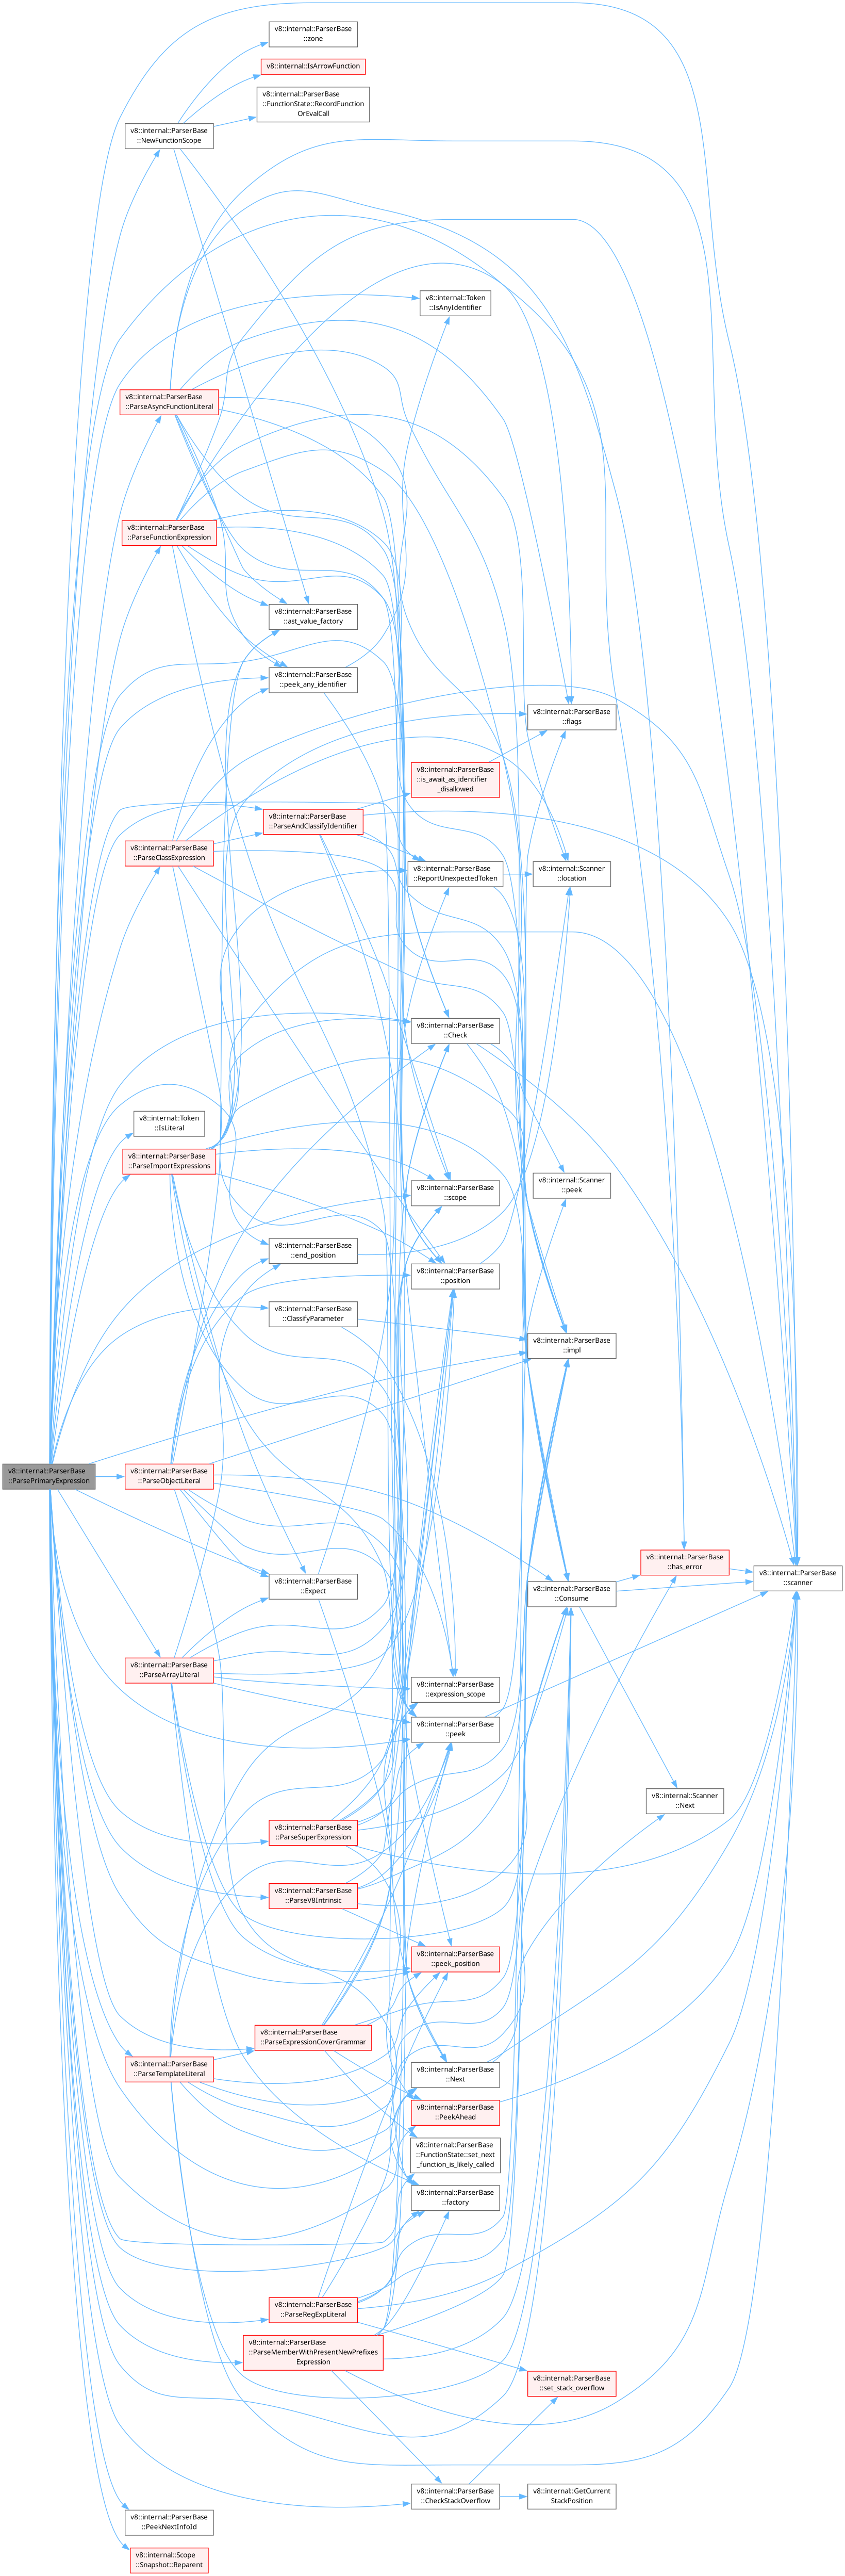 v8::internal::ParserBase
::zone
v8::internal::IsArrowFunction
v8::internal::ParserBase
::FunctionState::RecordFunction
OrEvalCall
v8::internal::ParserBase
::NewFunctionScope
v8::internal::Token
::IsAnyIdentifier
v8::internal::ParserBase
::ParseAsyncFunctionLiteral
v8::internal::ParserBase
::ParseFunctionExpression
v8::internal::ParserBase
::ast_value_factory
v8::internal::ParserBase
::peek_any_identifier
v8::internal::ParserBase
::flags
v8::internal::ParserBase
::is_await_as_identifier
_disallowed
v8::internal::ParserBase
::ParseAndClassifyIdentifier
v8::internal::ParserBase
::ParseClassExpression
v8::internal::ParserBase
::ReportUnexpectedToken
v8::internal::Scanner
::location
v8::internal::ParserBase
::Check
v8::internal::Token
::IsLiteral
v8::internal::ParserBase
::ParseImportExpressions
v8::internal::ParserBase
::scope
v8::internal::Scanner
::peek
v8::internal::ParserBase
::end_position
v8::internal::ParserBase
::position
v8::internal::ParserBase
::ClassifyParameter
v8::internal::ParserBase
::impl
v8::internal::ParserBase
::ParsePrimaryExpression
v8::internal::ParserBase
::ParseObjectLiteral
v8::internal::ParserBase
::has_error
v8::internal::ParserBase
::scanner
v8::internal::ParserBase
::Expect
v8::internal::ParserBase
::Consume
v8::internal::ParserBase
::ParseArrayLiteral
v8::internal::ParserBase
::expression_scope
v8::internal::ParserBase
::peek
v8::internal::Scanner
::Next
v8::internal::ParserBase
::ParseSuperExpression
v8::internal::ParserBase
::ParseV8Intrinsic
v8::internal::ParserBase
::peek_position
v8::internal::ParserBase
::ParseExpressionCoverGrammar
v8::internal::ParserBase
::ParseTemplateLiteral
v8::internal::ParserBase
::Next
v8::internal::ParserBase
::PeekAhead
v8::internal::ParserBase
::FunctionState::set_next
_function_is_likely_called
v8::internal::ParserBase
::factory
v8::internal::ParserBase
::ParseRegExpLiteral
v8::internal::ParserBase
::ParseMemberWithPresentNewPrefixes
Expression
v8::internal::ParserBase
::set_stack_overflow
v8::internal::ParserBase
::CheckStackOverflow
v8::internal::GetCurrent
StackPosition
v8::internal::ParserBase
::PeekNextInfoId
v8::internal::Scope
::Snapshot::Reparent